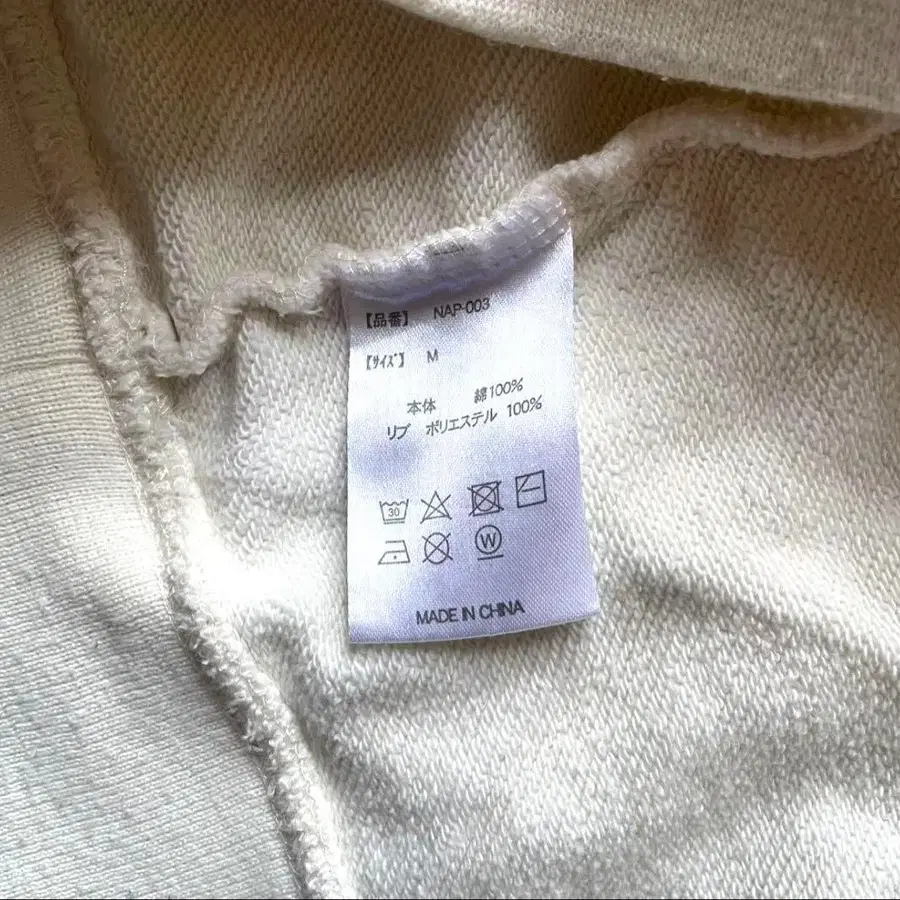 【品番】 NAP-003
【ｻｲｽﾞ】 M
本体 綿100%
リブ ポリエステル 100%
30
W
MADE IN CHINA